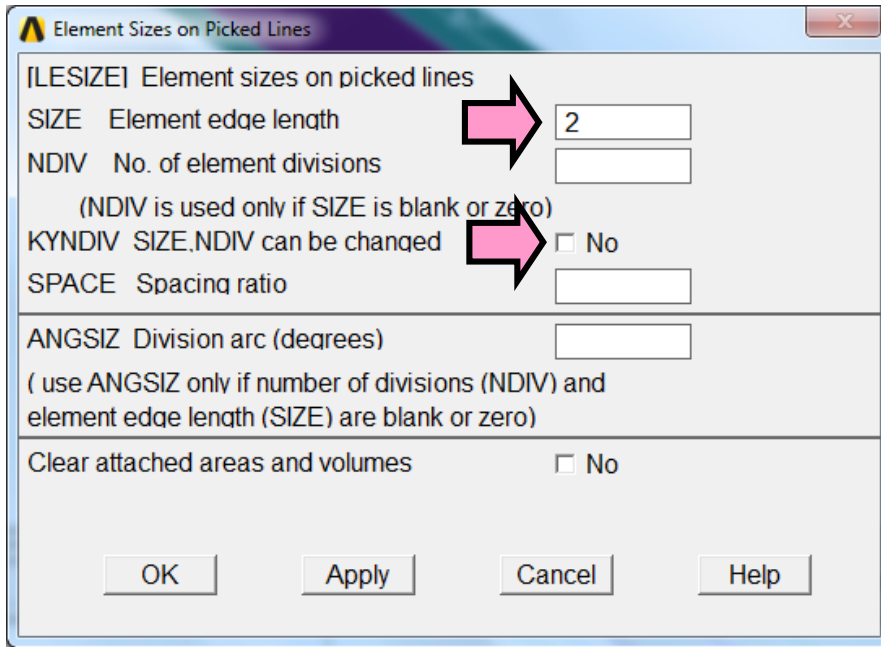 Element Sizes on Picked Lines
[LESIZE] Element sizes on picked lines
SIZE Element edge length 2
NDIV No. of element divisions
(NDIV is used only if SIZE is blank or zero)
KYNDIV SIZE,NDIV can be changed No
SPACE Spacing ratio
ANGSIZ Division arc (degrees)
( use ANGSIZ only if number of divisions (NDIV) and
element edge length (SIZE) are blank or zero)
Clear attached areas and volumes No
OK Apply Cancel Help